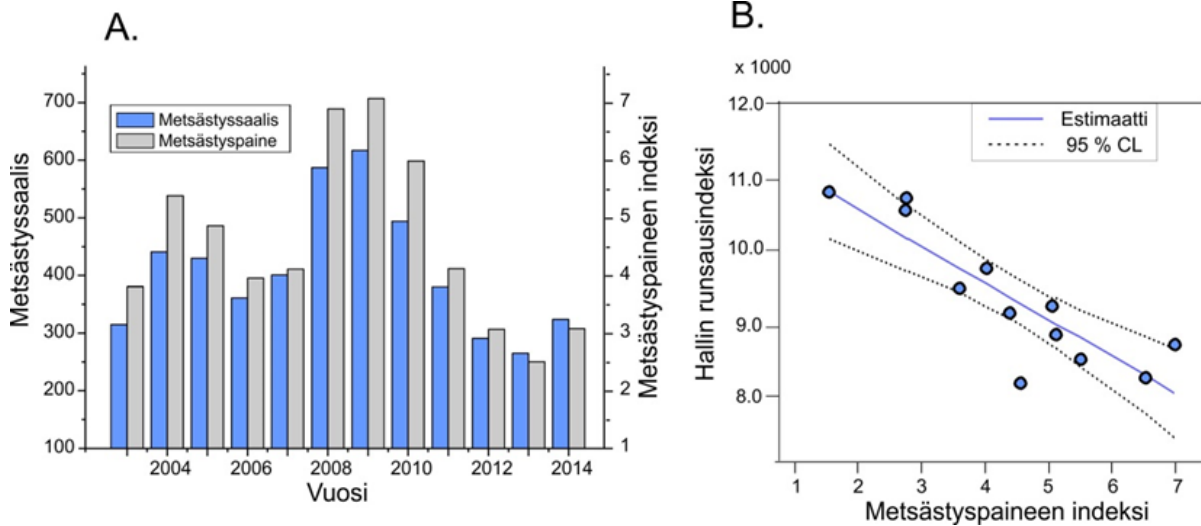 A.
Metsästyssaalis
700
600
500
400
300
200
100
Metsästyssaalis
Metsästyspaine
7
6
5
4
3
2
1
Metsästyspaineen indeksi
2004 2006 2008 2010 2012 2014
Vuosi
B.
x 1000
Hallin runsausindeksi
12.0
11.0
10.0
9.0
8.0
Estimaatti
95 % CL
1 2 3 4 5 6 7
Metsästyspaineen indeksi